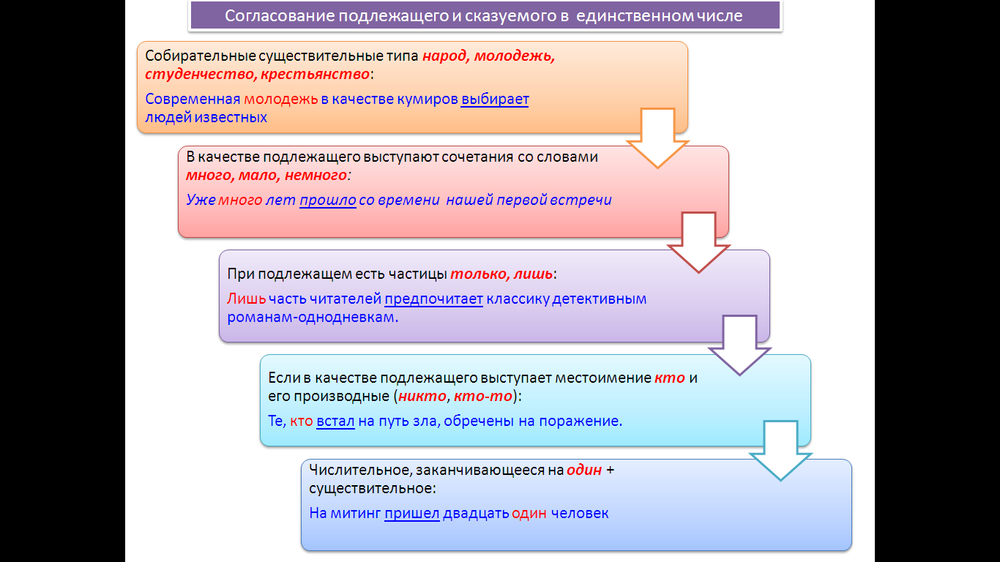 Согласование подлежащего и сказуемого в единственном числе
Собирательные существительные типа народ, молодежь,
студенчество, крестьянство:
Современная молодежь в качестве кумиров выбирает
людей известных
В качестве подлежащего выступают сочетания со словами
много, мало, немного:
Уже много лет прошло со времени нашей первой встречи
При подлежащем есть частицы только, лишь:
Лишь часть читателей предпочитает классику детективным
романам-однодневкам.
Если в качестве подлежащего выступает местоимение кто и
его производные (никто, кто-то):
Те, кто встал на путь зла, обречены на поражение.
Числительное, заканчивающееся на один +
существительное:
На митинг пришел двадцать один человек